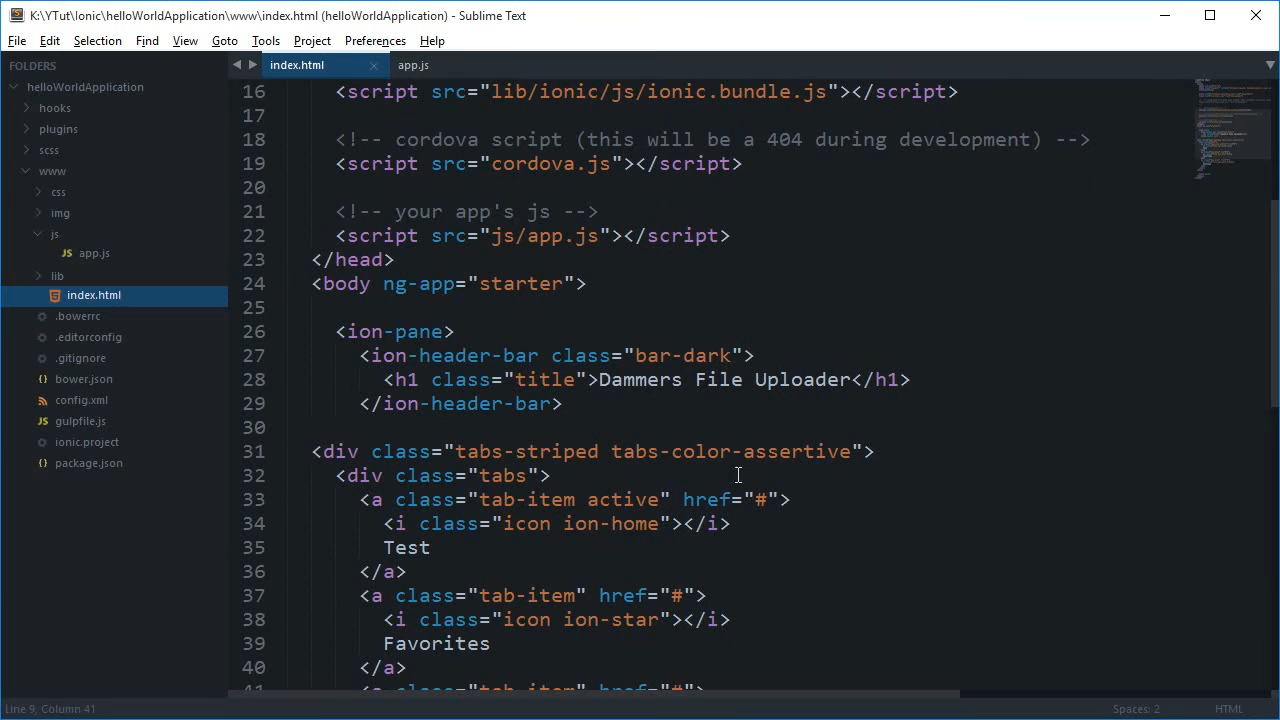 K:\YTut\Ionic\helloWorldApplication\www\index.html (helloWorldApplication) - Sublime Text
File Edit Selection Find View Goto Tools Project Preferences Help
FOLDERS
helloWorldApplication
hooks
plugins
scss
www
css
img
js
JS app.js
lib
index.html
.bowerrc
.editorconfig
.gitignore
{} bower.json
config.xml
JS gulpfile.js
ionic.project
{} package.json
index.html × app.js
16 <script src="lib/ionic/js/ionic.bundle.js"></script>
17
18 <!-- cordova script (this will be a 404 during development) -->
19 <script src="cordova.js"></script>
20
21 <!-- your app's js -->
22 <script src="js/app.js"></script>
23 </head>
24 <body ng-app="starter">
25
26 <ion-pane>
27 <ion-header-bar class="bar-dark">
28 <h1 class="title">Dammers File Uploader</h1>
29 </ion-header-bar>
30
31 <div class="tabs-striped tabs-color-assertive">
32 <div class="tabs">
33 <a class="tab-item active" href="#">
34 <i class="icon ion-home"></i>
35 Test
36 </a>
37 <a class="tab-item" href="#">
38 <i class="icon ion-star"></i>
39 Favorites
40 </a>
41 <a class="tab-item" href="#">
Line 9, Column 41 Spaces: 2 HTML